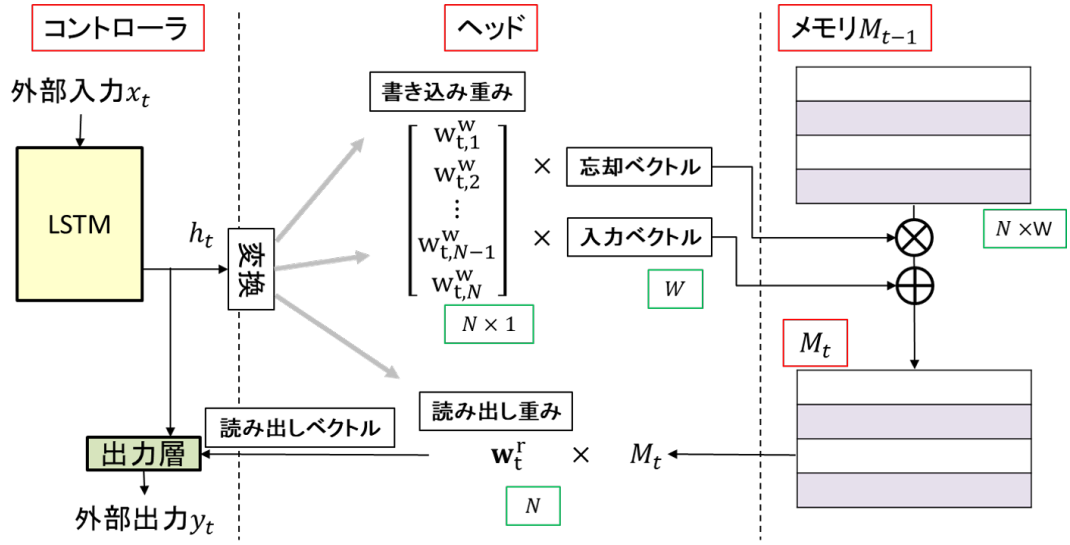 コントローラ
ヘッド
メモリM_{t−1}
外部入力x_t
書き込み重み
w^w_{t,1}
w^w_{t,2}
⋮
w^w_{t,N−1}
w^w_{t,N}
× 忘却ベクトル
× 入力ベクトル
LSTM
h_t
変換
N × 1
W
N ×W
M_t
読み出しベクトル
読み出し重み
出力層
w^r_t × M_t
N
外部出力y_t